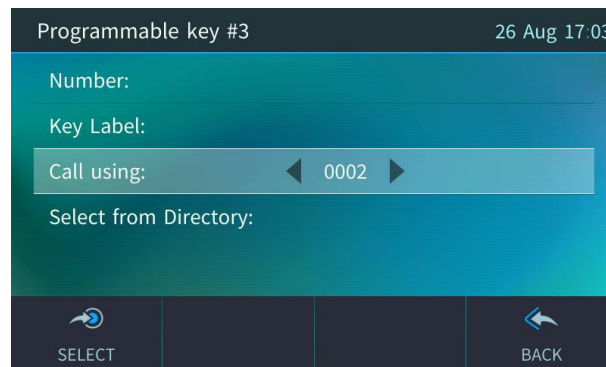 Programmable key #3 26 Aug 17:03
Number:
Key Label:
Call using: 0002
Select from Directory:
SELECT BACK